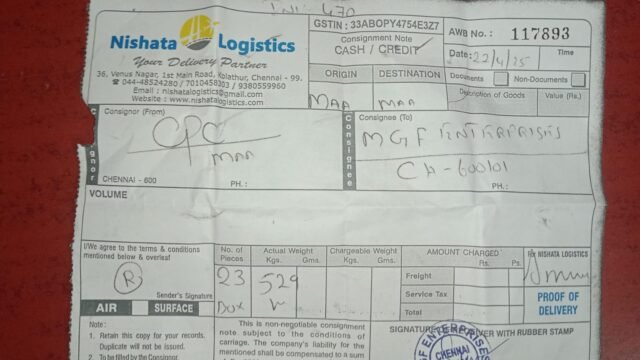 GSTIN : 33ABOPY4754E3Z7
Nishata Logistics
Your Delivery Partner
36, Venus Nagar, 1st Main Road, Kolathur, Chennai - 99.
044-48524280 / 7010458303 / 9380559960
Email : nishatalogistics@gmail.com
Website : www.nishatalogistics.com
Consignment Note
CASH / CREDIT
ORIGIN DESTINATION
MAA MAA
AWB No. : 117893
Date: 22/4/25 Time
Documents Non-Documents
Description of Goods Value (Rs.)
Consignor
Consignor (From)
CPC
MAA
CHENNAI - 600 PH.:
Consignee
Consignee (To)
MGF ENTERPRISES
CH-600101
PH.:
VOLUME
I/We agree to the terms & conditions
mentioned below & overleaf
R
Sender's Signature
AIR SURFACE
No. of Pieces
23
Box
Actual Weight
Kgs. Gms.
529
Chargeable Weight
Kgs. Gms.
AMOUNT CHARGED
Rs. Ps.
Freight
Service Tax
Total
For NISHATA LOGISTICS
PROOF OF
DELIVERY
Note :
1. Retain this copy for your records.
Duplicate will not be issued.
2. To be filled by the Consignor
This is non-negotiable consignment
note subject to the conditions of
carriage. The company's liability for
the mentioned shall be compensated to a sum
SIGNATURE WITH RUBBER STAMP
ENTERPRISES
CHENNAI